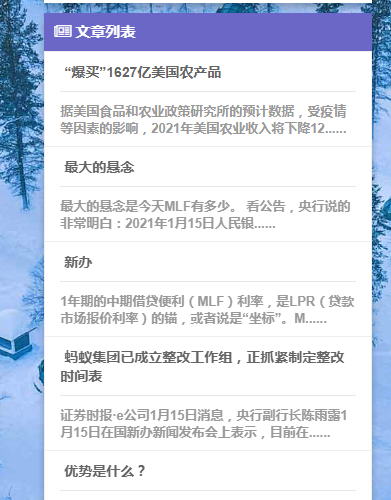 文章列表
“爆买”1627亿美国农产品
据美国食品和农业政策研究所的预计数据，受疫情
等因素的影响，2021年美国农业收入将下降12......
最大的悬念
最大的悬念是今天MLF有多少。 看公告，央行说的
非常明白：2021年1月15日人民银......
新办
1年期的中期借贷便利（MLF）利率，是LPR（贷款
市场报价利率）的锚，或者说是“坐标”。M......
蚂蚁集团已成立整改工作组，正抓紧制定整改
时间表
证券时报·e公司1月15日消息，央行副行长陈雨露1
月15日在国新办新闻发布会上表示，目前在......
优势是什么？